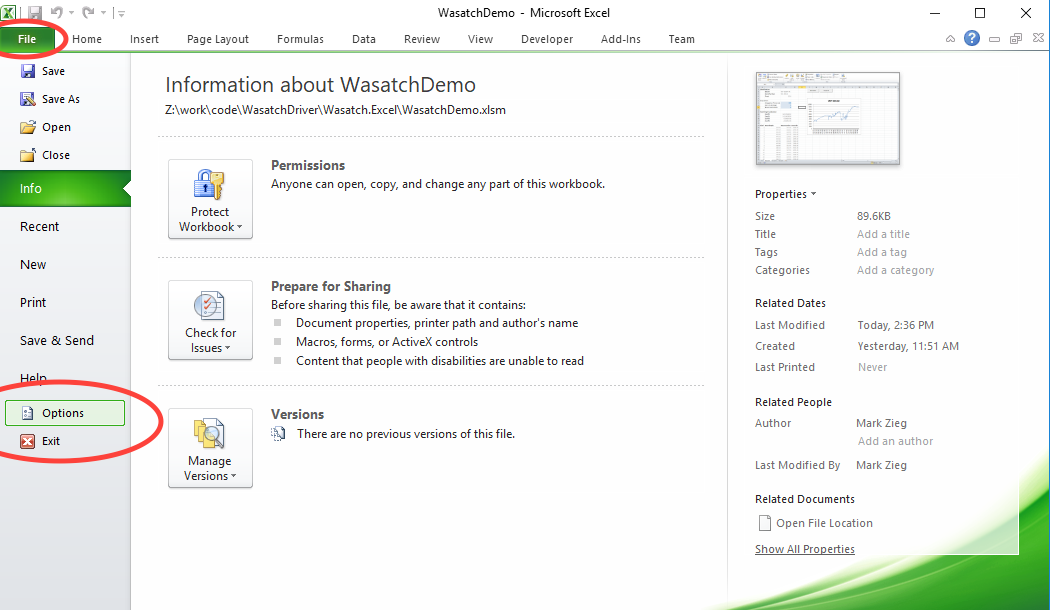 WasatchDemo - Microsoft Excel
File Home Insert Page Layout Formulas Data Review View Developer Add-Ins Team
Save
Save As
Open
Close
Info
Recent
New
Print
Save & Send
Help
Options
Exit
Information about WasatchDemo
Z:\work\code\WasatchDriver\Wasatch.Excel\WasatchDemo.xlsm
Protect
Workbook
Permissions
Anyone can open, copy, and change any part of this workbook.
Check for
Issues
Prepare for Sharing
Before sharing this file, be aware that it contains:
Document properties, printer path and author's name
Macros, forms, or ActiveX controls
Content that people with disabilities are unable to read
Manage
Versions
Versions
There are no previous versions of this file.
Properties
Size 89.6KB
Title Add a title
Tags Add a tag
Categories Add a category
Related Dates
Last Modified Today, 2:36 PM
Created Yesterday, 11:51 AM
Last Printed Never
Related People
Author Mark Zieg
Add an author
Last Modified By Mark Zieg
Related Documents
Open File Location
Show All Properties